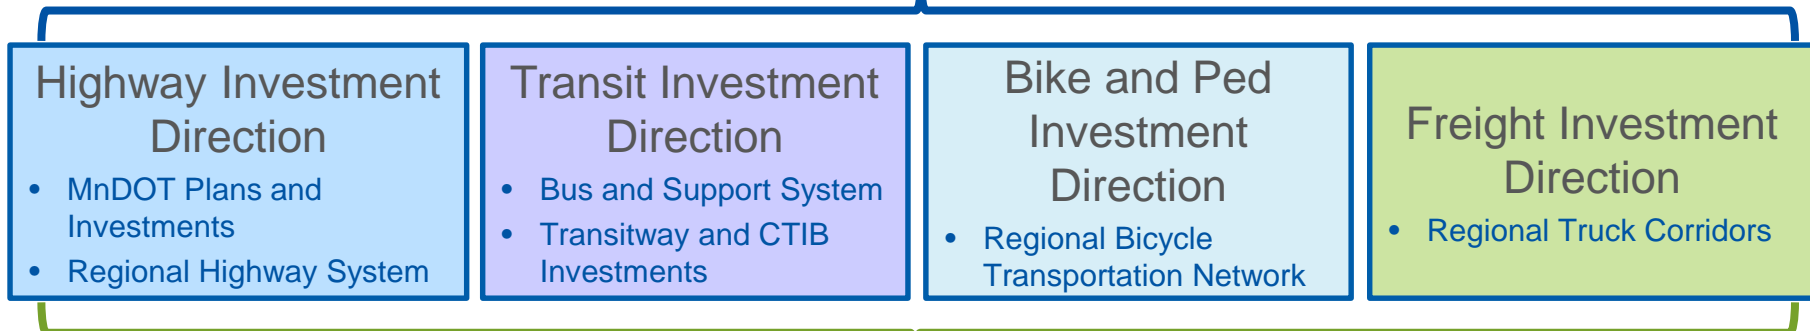 Highway Investment
Direction
• MnDOT Plans and
Investments
• Regional Highway System
Transit Investment
Direction
• Bus and Support System
• Transitway and CTIB
Investments
Bike and Ped
Investment
Direction
• Regional Bicycle
Transportation Network
Freight Investment
Direction
• Regional Truck Corridors